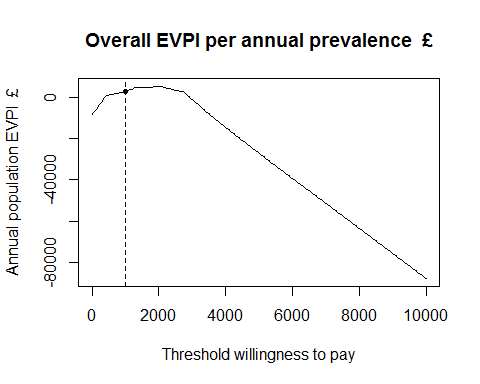 Overall EVPI per annual prevalence £
Annual population EVPI £
0
-40000
-80000
0 2000 4000 6000 8000 10000
Threshold willingness to pay